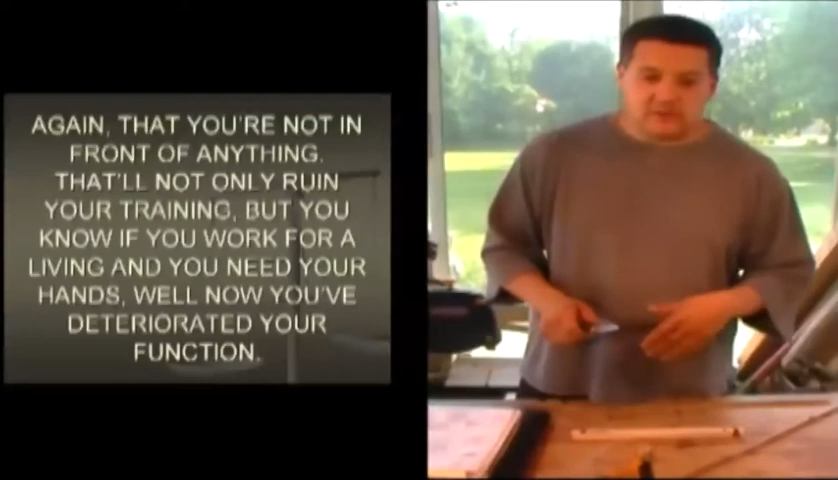 AGAIN, THAT YOU'RE NOT IN
FRONT OF ANYTHING.
THAT'LL NOT ONLY RUIN
YOUR TRAINING, BUT YOU
KNOW IF YOU WORK FOR A
LIVING AND YOU NEED YOUR
HANDS, WELL NOW YOU'VE
DETERIORATED YOUR
FUNCTION.